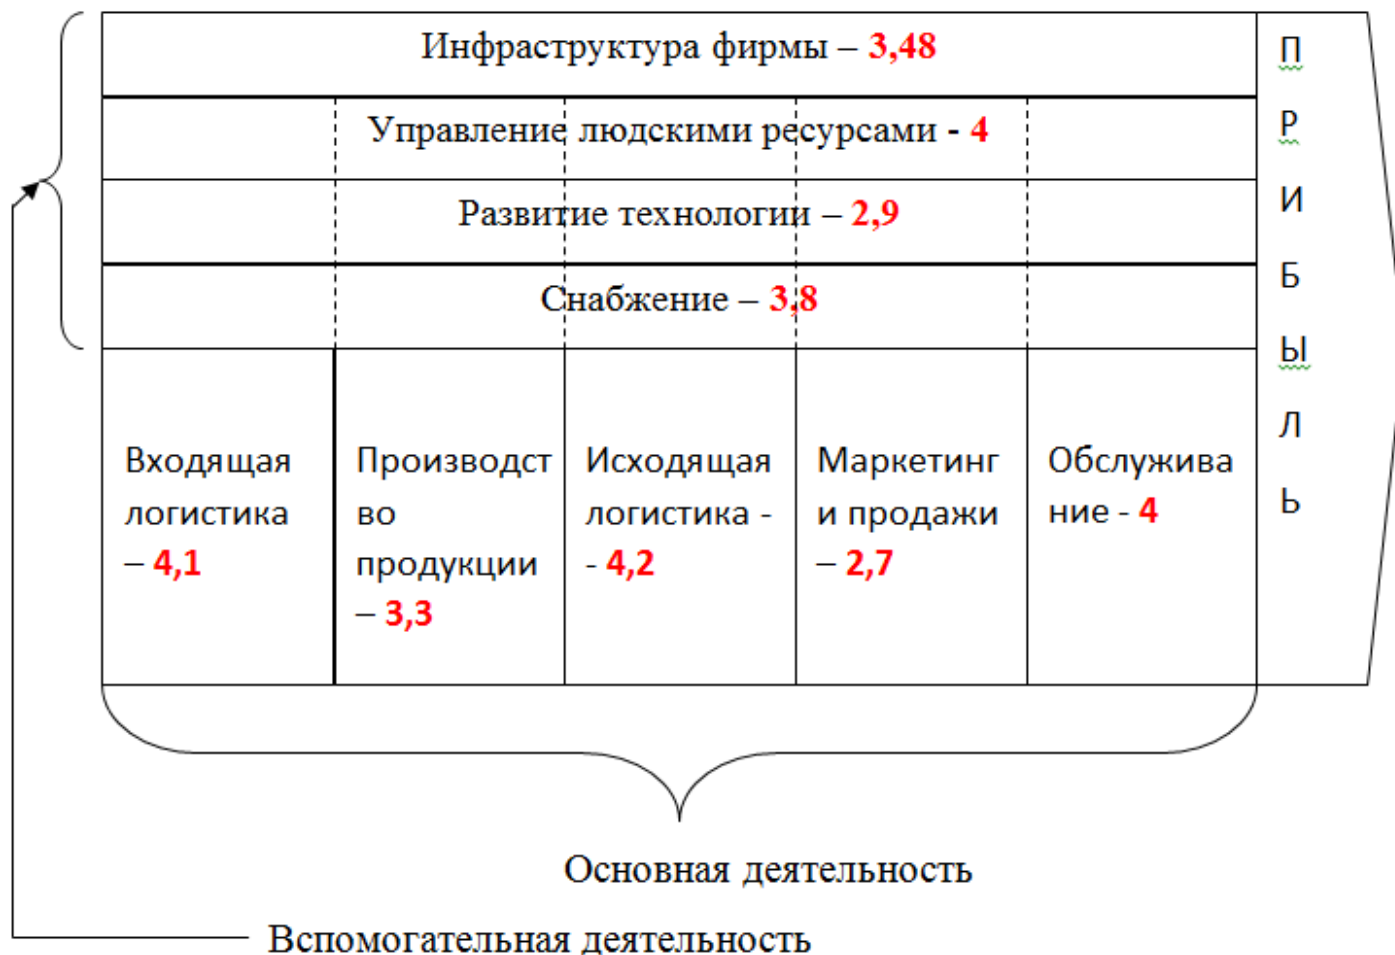 Инфраструктура фирмы – 3,48
Управление людскими ресурсами - 4
Развитие технологии – 2,9
Снабжение – 3,8
Входящая
логистика
– 4,1
Производст
во
продукции
– 3,3
Исходящая
логистика -
- 4,2
Маркетинг
и продажи
– 2,7
Обслужива
ние - 4
П
Р
И
Б
Ы
Л
Ь
Основная деятельность
Вспомогательная деятельность